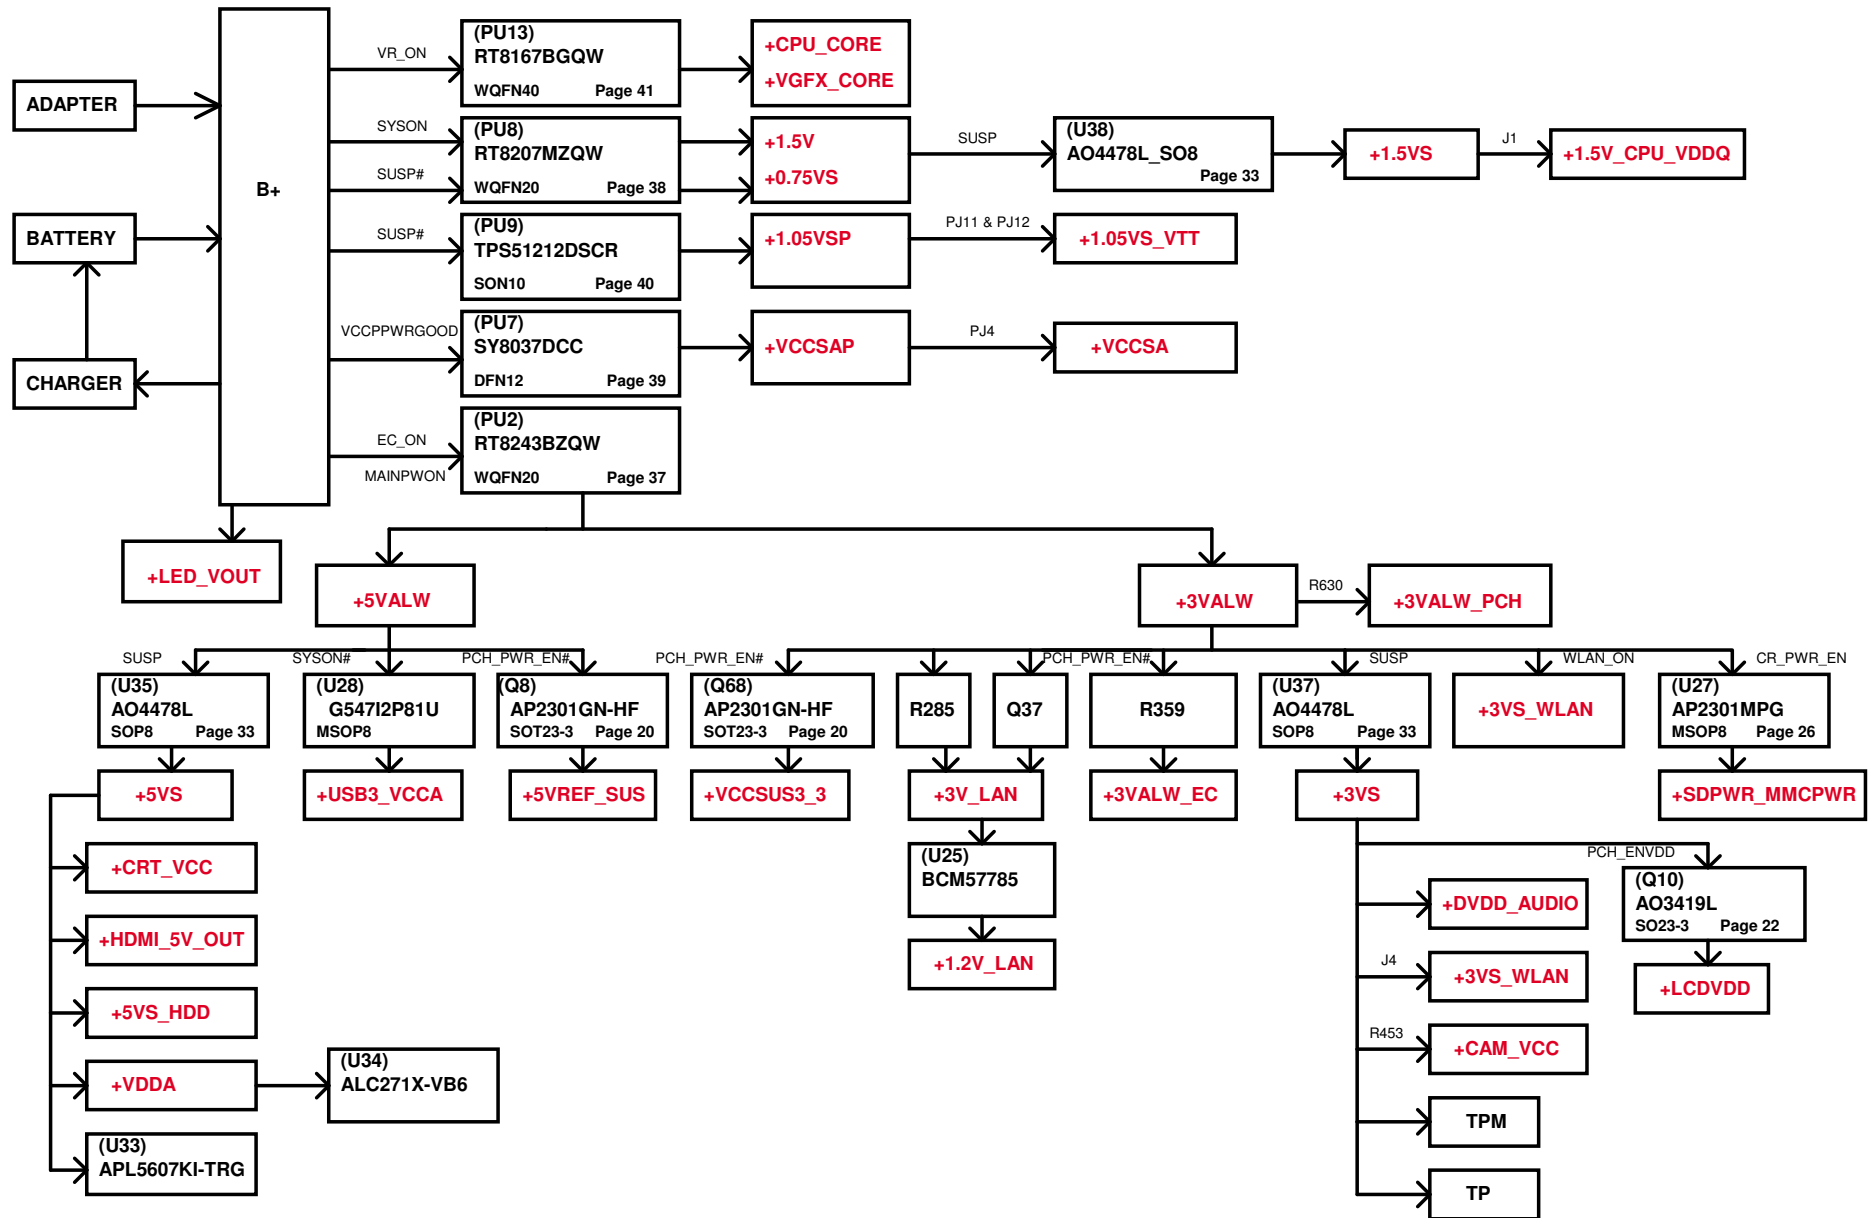 ADAPTER
BATTERY
CHARGER
B+
+LED_VOUT
VR_ON
(PU13)
RT8167BGQW
WQFN40 Page 41
+CPU_CORE
+VGFX_CORE
SYSON
SUSP#
(PU8)
RT8207MZQW
WQFN20 Page 38
+1.5V
+0.75VS
SUSP
(U38)
AO4478L_SO8
Page 33
+1.5VS
J1
+1.5V_CPU_VDDQ
SUSP#
(PU9)
TPS51212DSCR
SON10 Page 40
+1.05VSP
PJ11 & PJ12
+1.05VS_VTT
VCCPPWRGOOD
(PU7)
SY8037DCC
DFN12 Page 39
+VCCSAP
PJ4
+VCCSA
EC_ON
MAINPWON
(PU2)
RT8243BZQW
WQFN20 Page 37
+5VALW
+3VALW
R630
+3VALW_PCH
SUSP
(U35)
AO4478L
SOP8 Page 33
+5VS
SYSON#
(U28)
G547I2P81U
MSOP8
+USB3_VCCA
PCH_PWR_EN#
(Q8)
AP2301GN-HF
SOT23-3 Page 20
+5VREF_SUS
PCH_PWR_EN#
(Q68)
AP2301GN-HF
SOT23-3 Page 20
+VCCSUS3_3
R285
PCH_PWR_EN#
Q37
+3V_LAN
(U25)
BCM57785
+1.2V_LAN
R359
+3VALW_EC
SUSP
(U37)
AO4478L
SOP8 Page 33
+3VS
WLAN_ON
+3VS_WLAN
CR_PWR_EN
(U27)
AP2301MPG
MSOP8 Page 26
+SDPWR_MMCPWR
+CRT_VCC
+HDMI_5V_OUT
+5VS_HDD
+VDDA
(U34)
ALC271X-VB6
(U33)
APL5607KI-TRG
PCH_ENVDD
(Q10)
AO3419L
SO23-3 Page 22
+LCDVDD
+DVDD_AUDIO
J4
+3VS_WLAN
R453
+CAM_VCC
TPM
TP